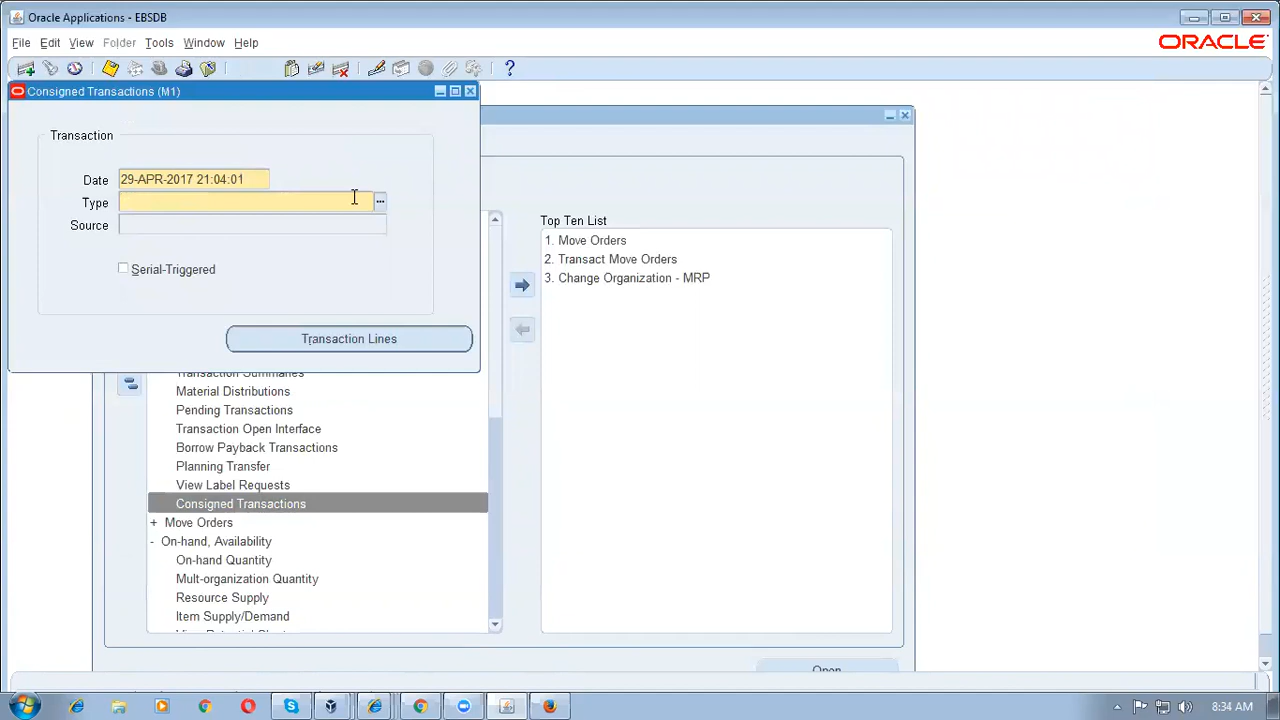 Oracle Applications - EBSDB
File Edit View Folder Tools Window Help
ORACLE
Consigned Transactions (M1)
Transaction
Date 29-APR-2017 21:04:01
Type
Source
Serial-Triggered
Transaction Lines
Top Ten List
1. Move Orders
2. Transact Move Orders
3. Change Organization - MRP
Transaction Summaries
Material Distributions
Pending Transactions
Transaction Open Interface
Borrow Payback Transactions
Planning Transfer
View Label Requests
Consigned Transactions
+ Move Orders
- On-hand, Availability
On-hand Quantity
Multi-organization Quantity
Resource Supply
Item Supply/Demand
Open
8:34 AM